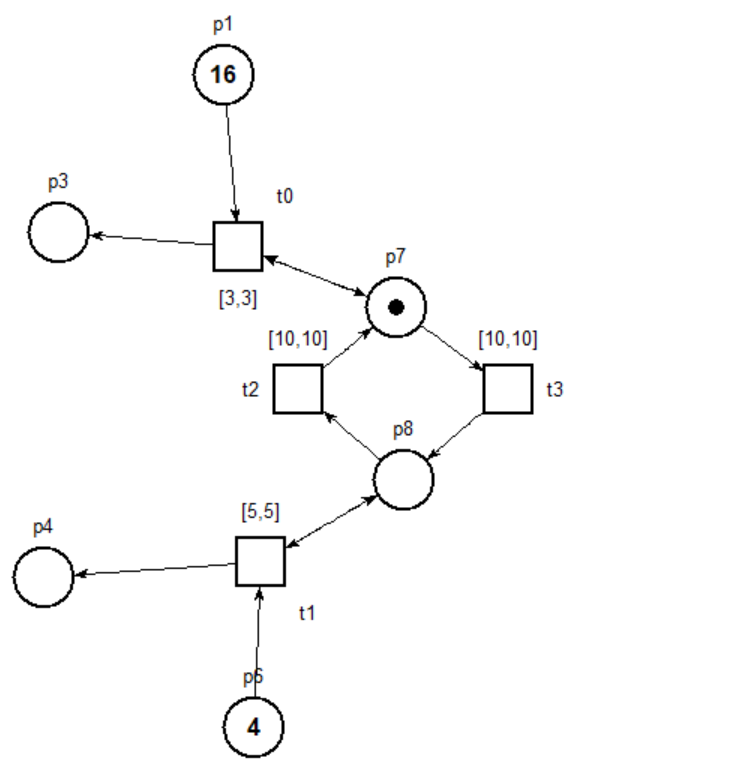 p1
16
p3
t0
p7
[3,3]
[10,10]
[10,10]
t2
t3
p8
[5,5]
p4
t1
p6
4